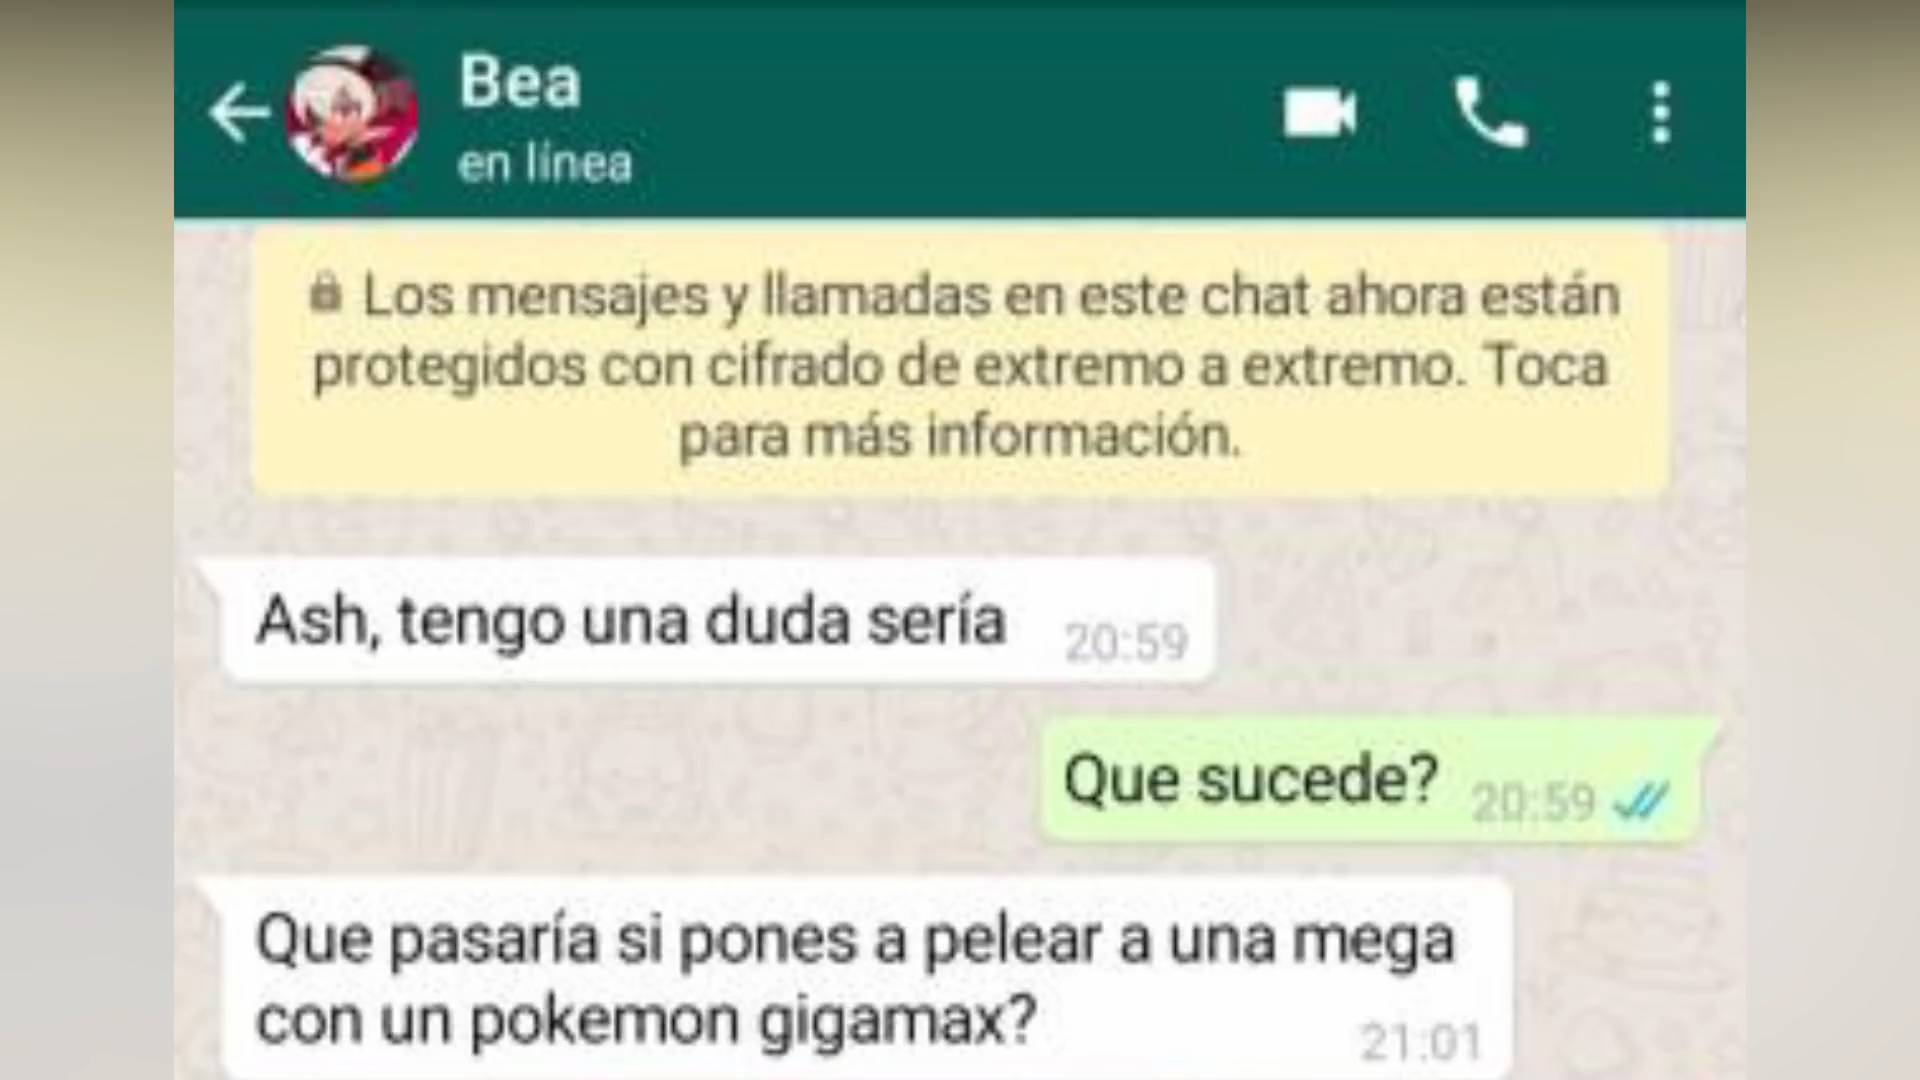 Bea
en línea
Los mensajes y llamadas en este chat ahora están
protegidos con cifrado de extremo a extremo. Toca
para más información.
Ash, tengo una duda sería 20:59
Que sucede? 20:59
Que pasaría si pones a pelear a una mega
con un pokemon gigamax? 21:01